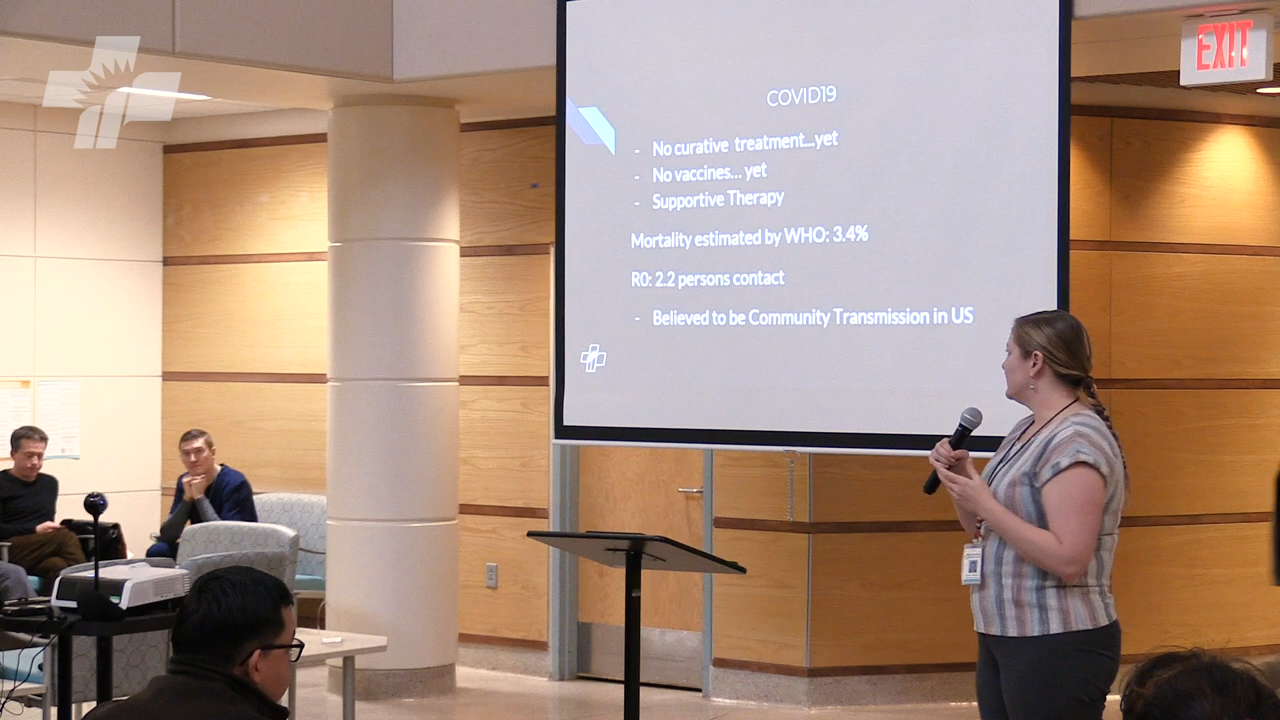 EXIT
COVID19
- No curative treatment...yet
- No vaccines... yet
- Supportive Therapy
Mortality estimated by WHO: 3.4%
R0: 2.2 persons contact
- Believed to be Community Transmission in US